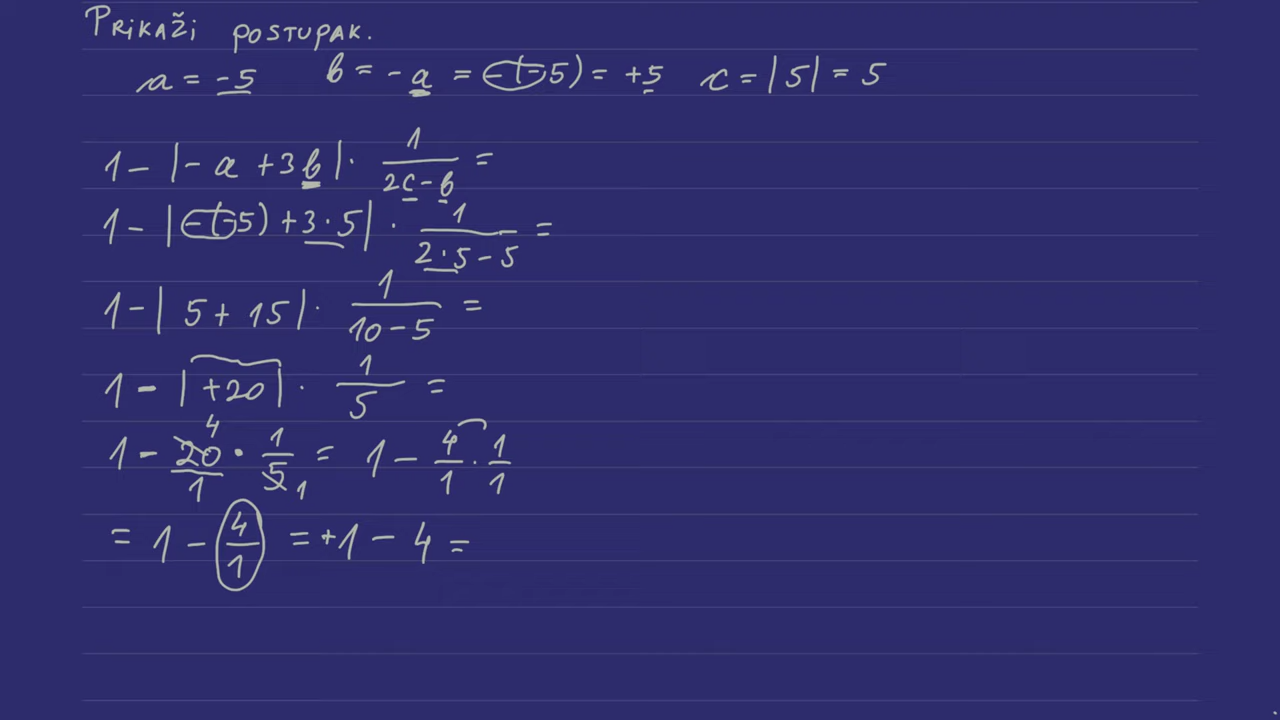 PRIKAŽI POSTUPAK.
a = -5 b = -a = -(-5) = +5 c = |5| = 5
1 - |-a + 3b| · 1/(2c - b) =
1 - |-(-5) + 3·5| · 1/(2·5 - 5) =
1 - |5 + 15| · 1/(10 - 5) =
1 - |+20| · 1/5 =
1 - 20/1 4 · 1/5 1 = 1 - 4/1 · 1/1
= 1 - 4/1 = +1 - 4 =